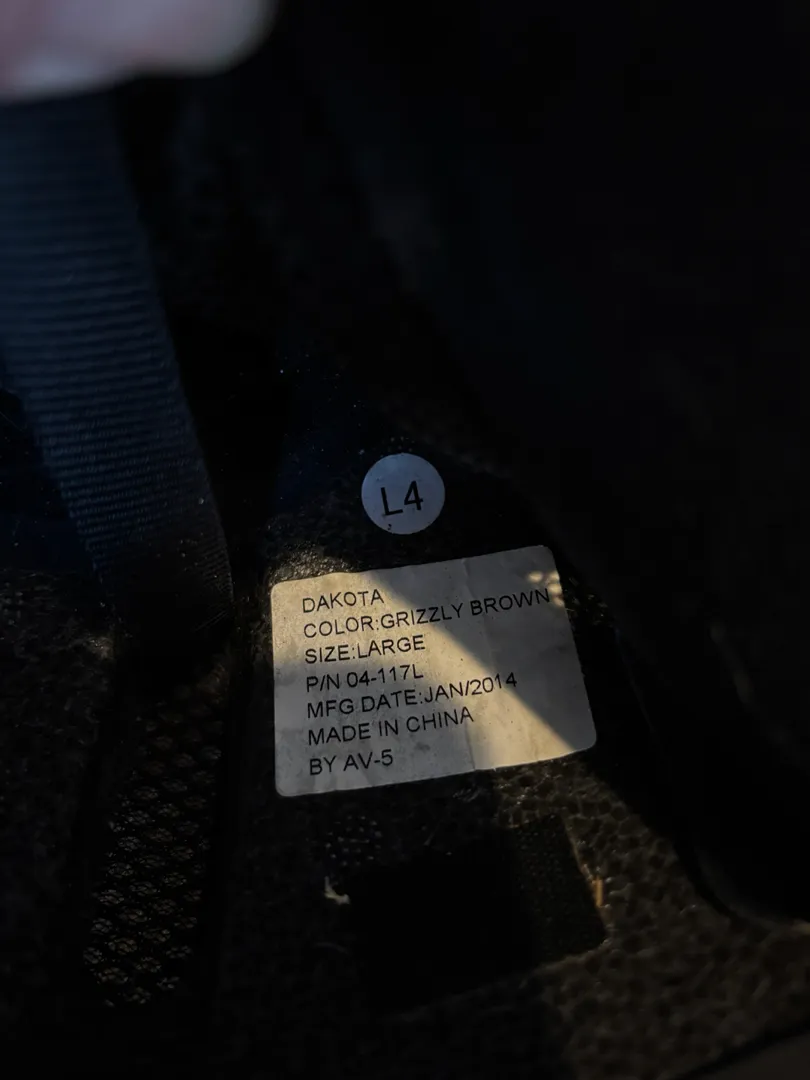 L4
DAKOTA
COLOR:GRIZZLY BROWN
SIZE:LARGE
P/N 04-117L
MFG DATE:JAN/2014
MADE IN CHINA
BY AV-5